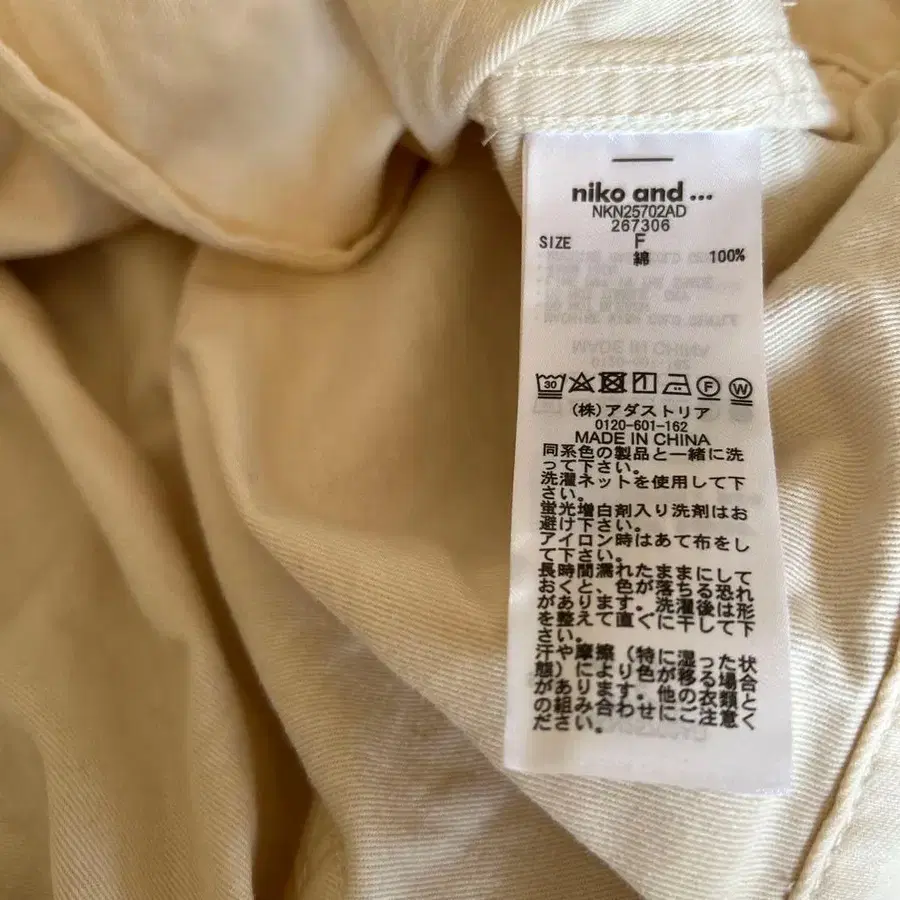 niko and ...
NKN25702AD
267306
SIZE F
綿 100%
30 F W
(株)アダストリア
0120-601-162
MADE IN CHINA
同系色の製品と一緒に洗
って下さい。
洗濯ネットを使用して下
さい。
蛍光増白剤入り洗剤はお
避け下さい。
アイロン時はあて布をし
て下さい。
長時間濡れたままにして
おくと、色が落ちる恐れ
があります。洗濯後は形
を整えて直ぐに干して下
さい。
汗や摩擦(特に湿った状
態)により色が移る場合
があります。他の衣類と
の組み合わせにご注意く
ださい。